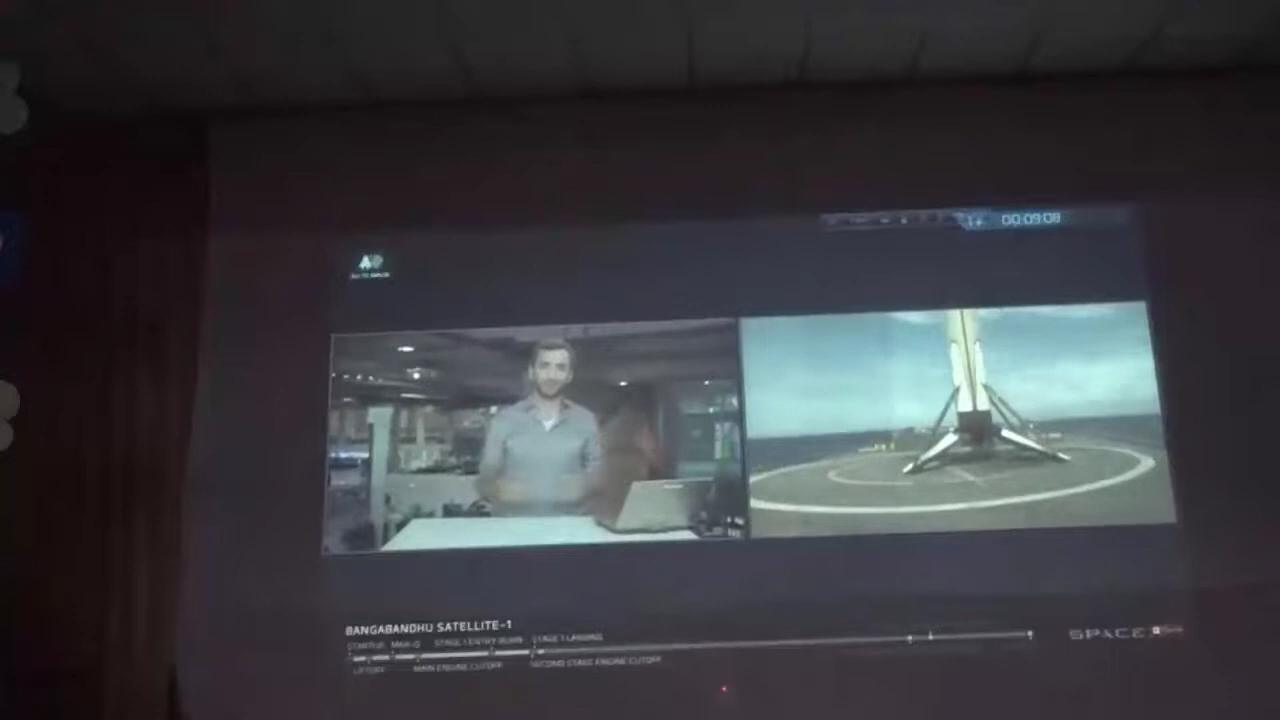 00:09:08
BANGABANDHU SATELLITE-1
STARTUP MAX-Q STAGE 1 ENTRY BURN STAGE 1 LANDING
LIFTOFF MAIN ENGINE CUTOFF SECOND STAGE ENGINE CUTOFF
SPACEX